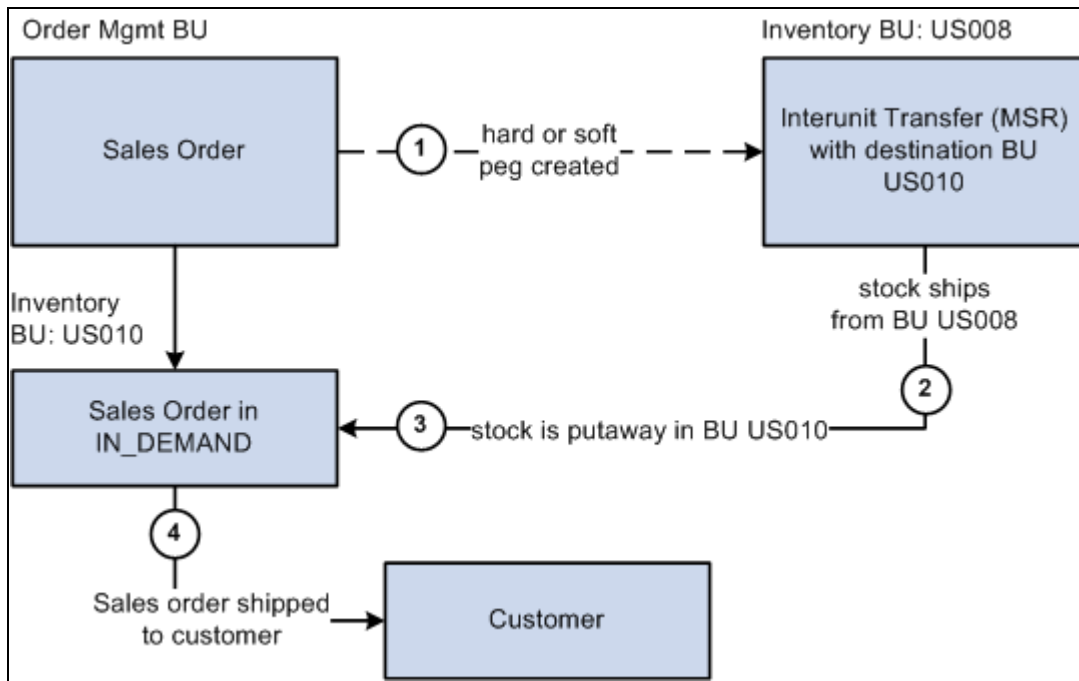 Order Mgmt BU
Inventory BU: US008
Sales Order
1
hard or soft
peg created
Interunit Transfer (MSR)
with destination BU
US010
Inventory
BU: US010
stock ships
from BU US008
2
Sales Order in
IN_DEMAND
3
stock is putaway in BU US010
4
Sales order shipped
to customer
Customer